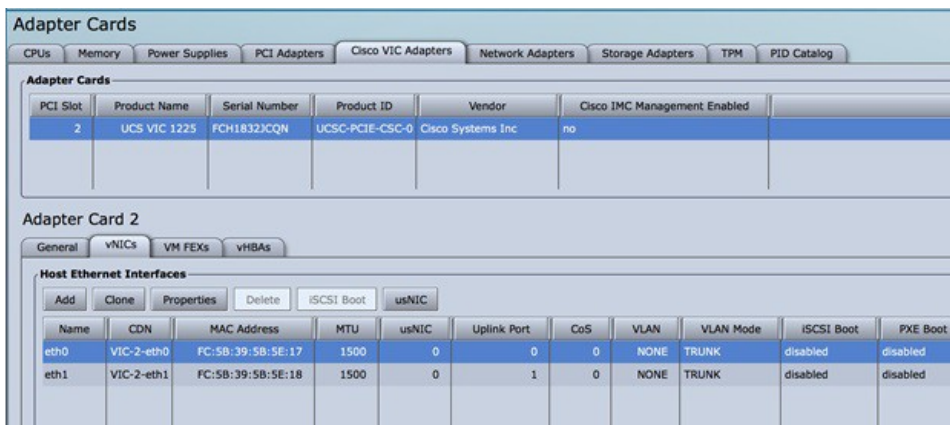 Adapter Cards
CPUs Memory Power Supplies PCI Adapters Cisco VIC Adapters Network Adapters Storage Adapters TPM PID Catalog
Adapter Cards
PCI Slot Product Name Serial Number Product ID Vendor Cisco IMC Management Enabled
2 UCS VIC 1225 FCH1832JCQN UCSC-PCIE-CSC-0 Cisco Systems Inc no
Adapter Card 2
General vNICs VM FEXs vHBAs
Host Ethernet Interfaces
Add Clone Properties Delete iSCSI Boot usNIC
Name CDN MAC Address MTU usNIC Uplink Port CoS VLAN VLAN Mode iSCSI Boot PXE Boot
eth0 VIC-2-eth0 FC:5B:39:5B:5E:17 1500 0 0 0 NONE TRUNK disabled disabled
eth1 VIC-2-eth1 FC:5B:39:5B:5E:18 1500 0 1 0 NONE TRUNK disabled disabled